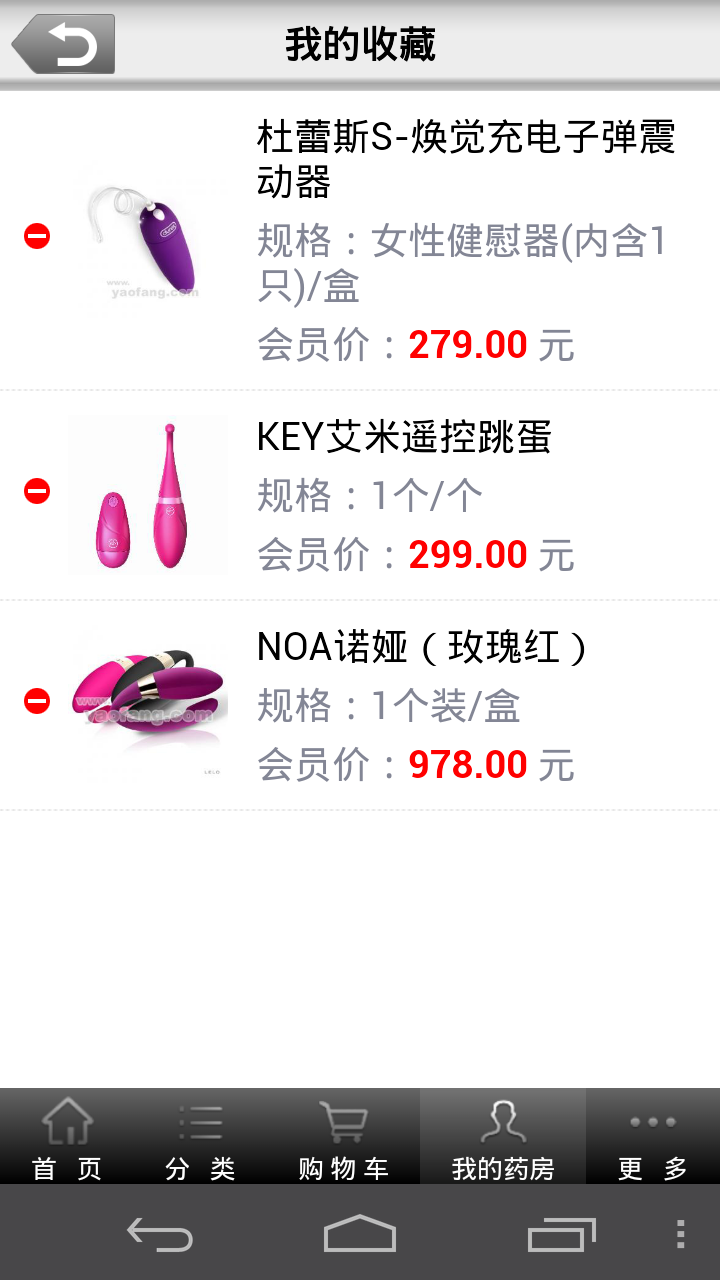 我的收藏
杜蕾斯S-焕觉充电子弹震
动器
规格：女性健慰器(内含1
只)/盒
会员价：279.00 元
www.
yaofang.com
KEY艾米遥控跳蛋
规格：1个/个
会员价：299.00 元
NOA诺娅（玫瑰红）
规格：1个装/盒
会员价：978.00 元
www.
yaofang.com
LELO
首 页
分 类
购 物 车
我的药房
更 多